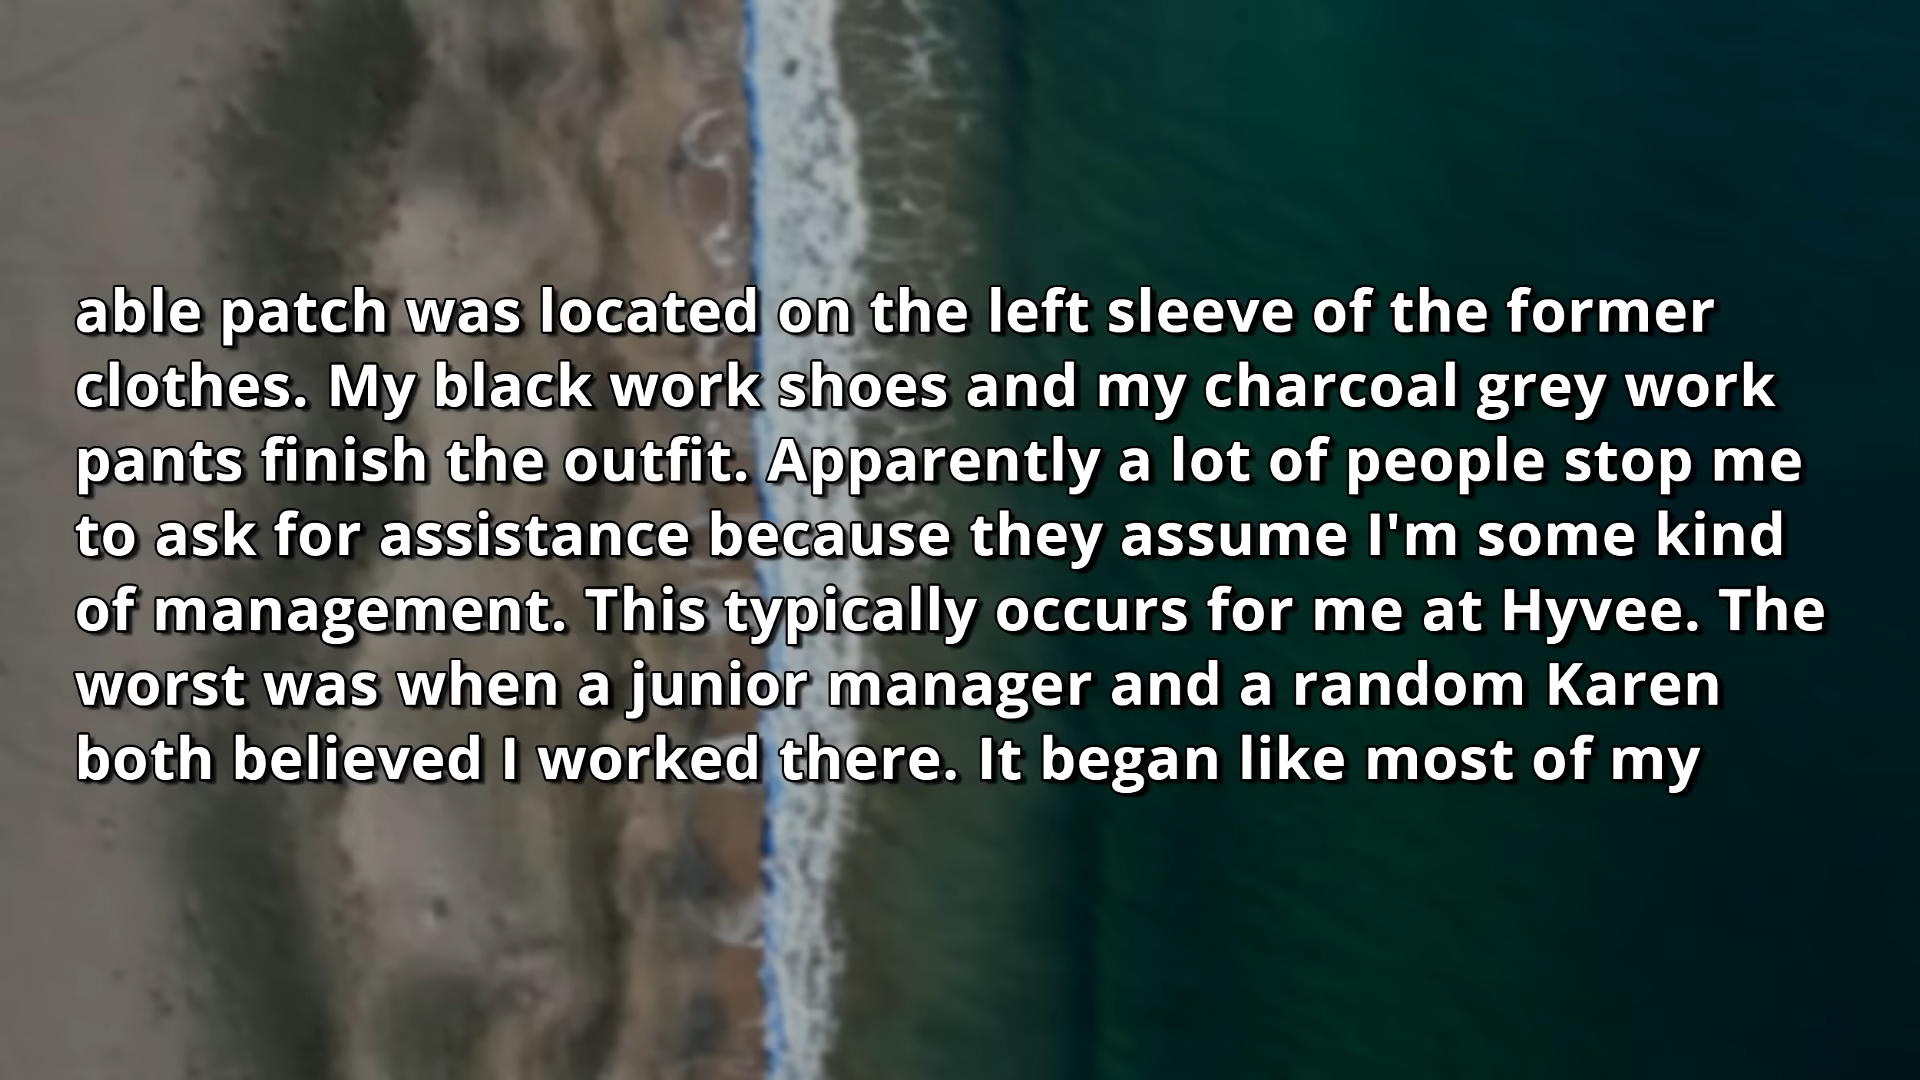 able patch was located on the left sleeve of the former
clothes. My black work shoes and my charcoal grey work
pants finish the outfit. Apparently a lot of people stop me
to ask for assistance because they assume I'm some kind
of management. This typically occurs for me at Hyvee. The
worst was when a junior manager and a random Karen
both believed I worked there. It began like most of my